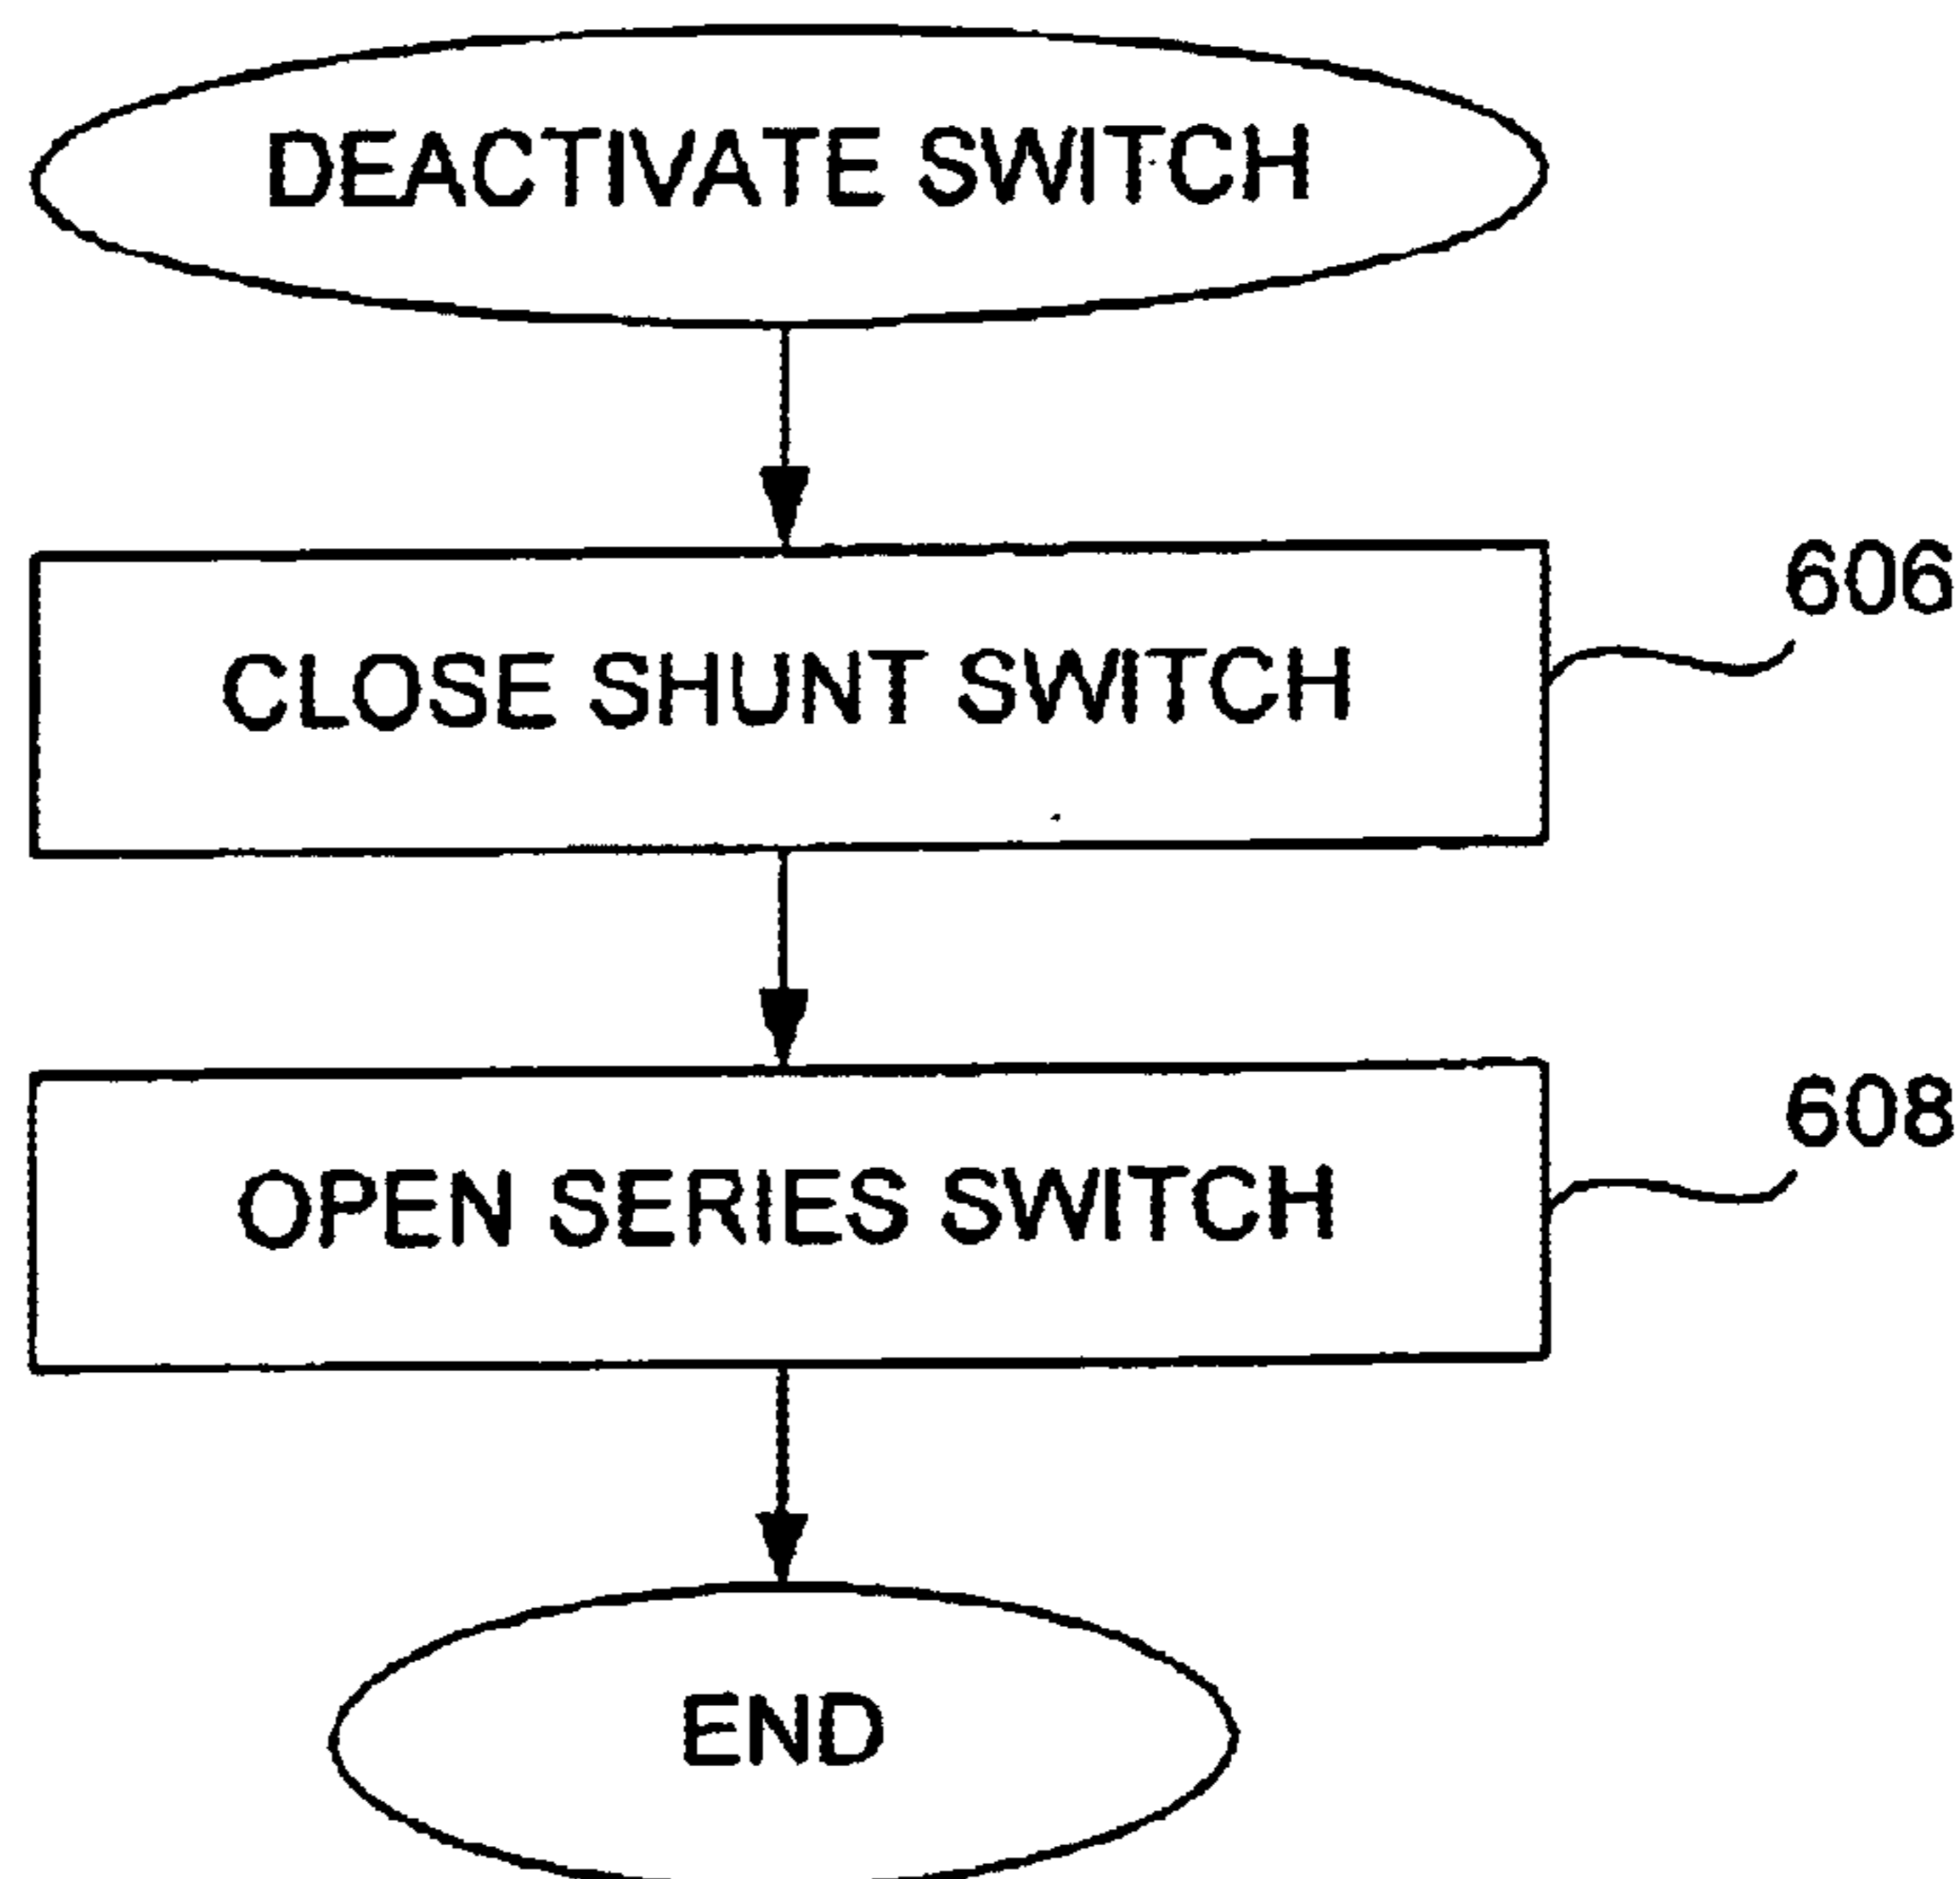 DEACTIVATE SWITCH
606
CLOSE SHUNT SWITCH
608
OPEN SERIES SWITCH
END